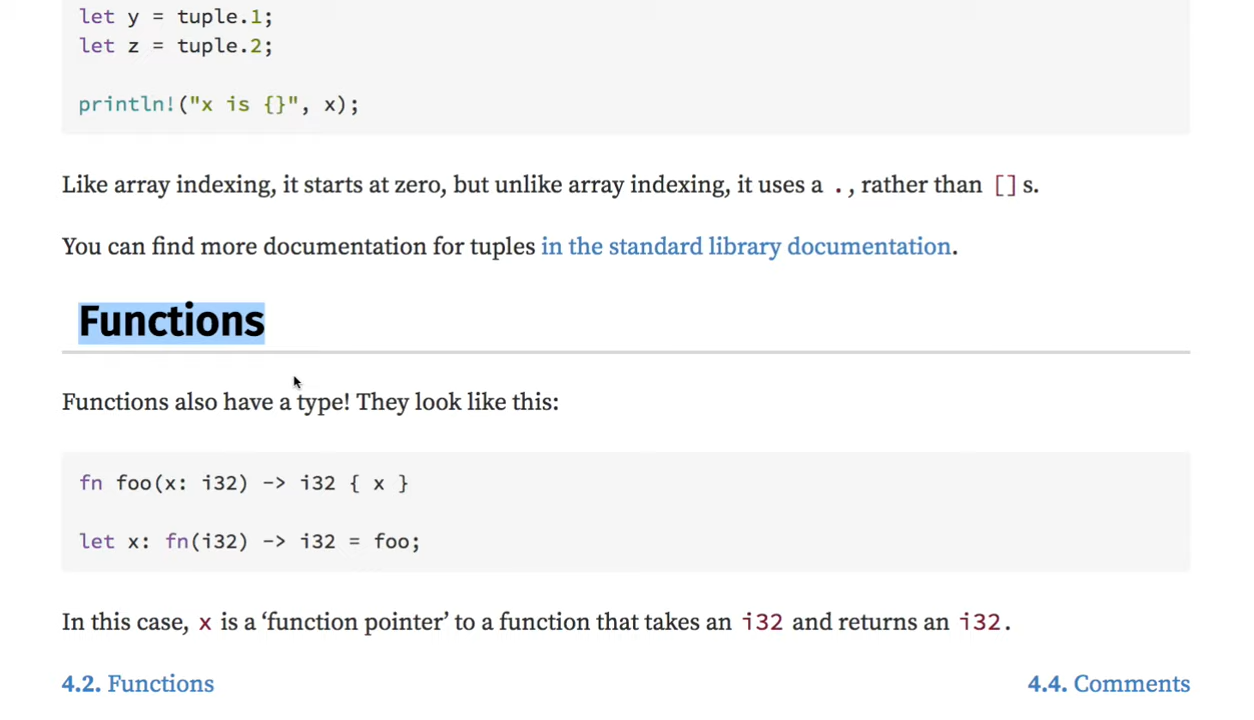 let y = tuple.1;
let z = tuple.2;
println!("x is {}", x);
Like array indexing, it starts at zero, but unlike array indexing, it uses a ., rather than []s.
You can find more documentation for tuples in the standard library documentation.
Functions
Functions also have a type! They look like this:
fn foo(x: i32) -> i32 { x }
let x: fn(i32) -> i32 = foo;
In this case, x is a ‘function pointer’ to a function that takes an i32 and returns an i32.
4.2. Functions
4.4. Comments